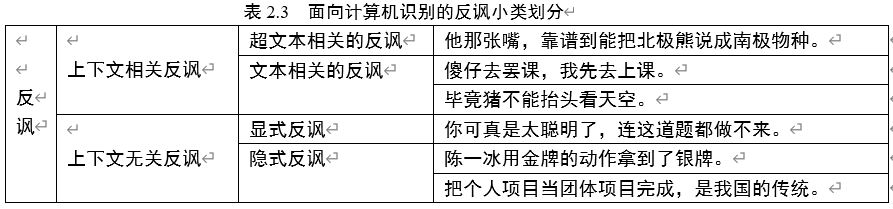 表 2.3 面向计算机识别的反讽小类划分
反讽
上下文相关反讽
超文本相关的反讽
他那张嘴，靠谱到能把北极熊说成南极物种。
文本相关的反讽
傻仔去罢课，我先去上课。
毕竟猪不能抬头看天空。
上下文无关反讽
显式反讽
你可真是太聪明了，连这道题都做不来。
隐式反讽
陈一冰用金牌的动作拿到了银牌。
把个人项目当团体项目完成，是我国的传统。